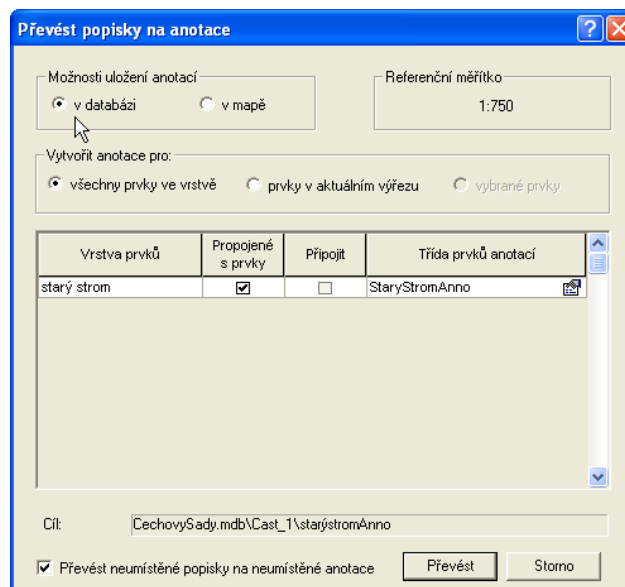 Převést popisky na anotace
Možnosti uložení anotací
v databázi
v mapě
Referenční měřítko
1:750
Vytvořit anotace pro:
všechny prvky ve vrstvě
prvky v aktuálním výřezu
vybrané prvky
Vrstva prvků
Propojené s prvky
Připojit
Třída prvků anotací
starý strom
StaryStromAnno
Cíl:
CechovySady.mdb\Cast_1\starýstromAnno
Převést neumístěné popisky na neumístěné anotace
Převést
Storno